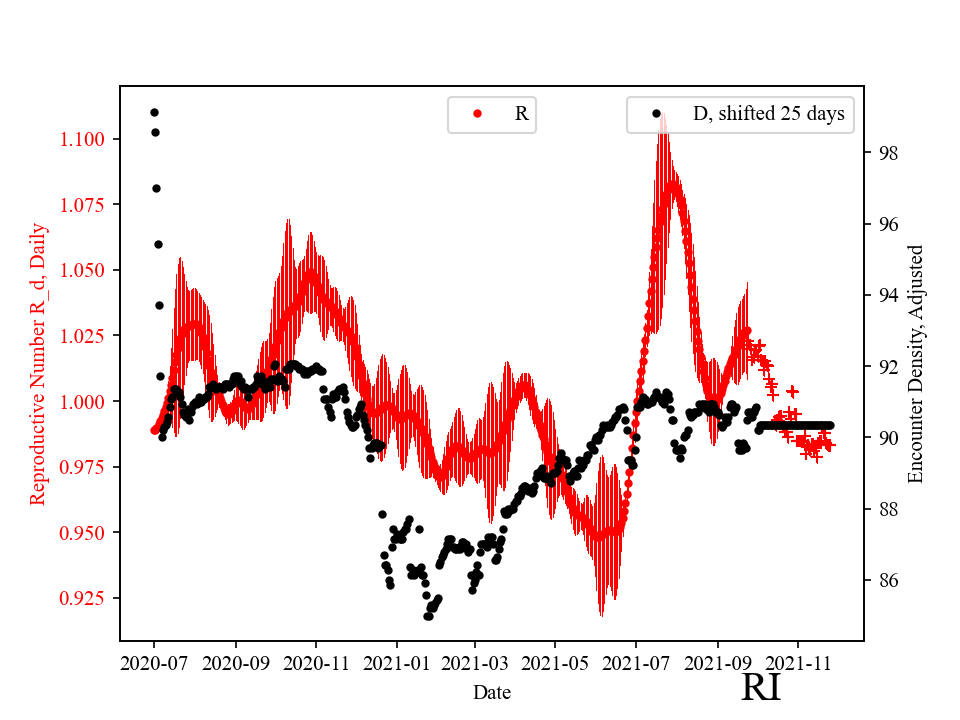 R
D, shifted 25 days
1.100
1.075
1.050
1.025
1.000
0.975
0.950
0.925
Reproductive Number R_d, Daily
98
96
94
92
90
88
86
Encounter Density, Adjusted
2020-07 2020-09 2020-11 2021-01 2021-03 2021-05 2021-07 2021-09 2021-11
Date
RI